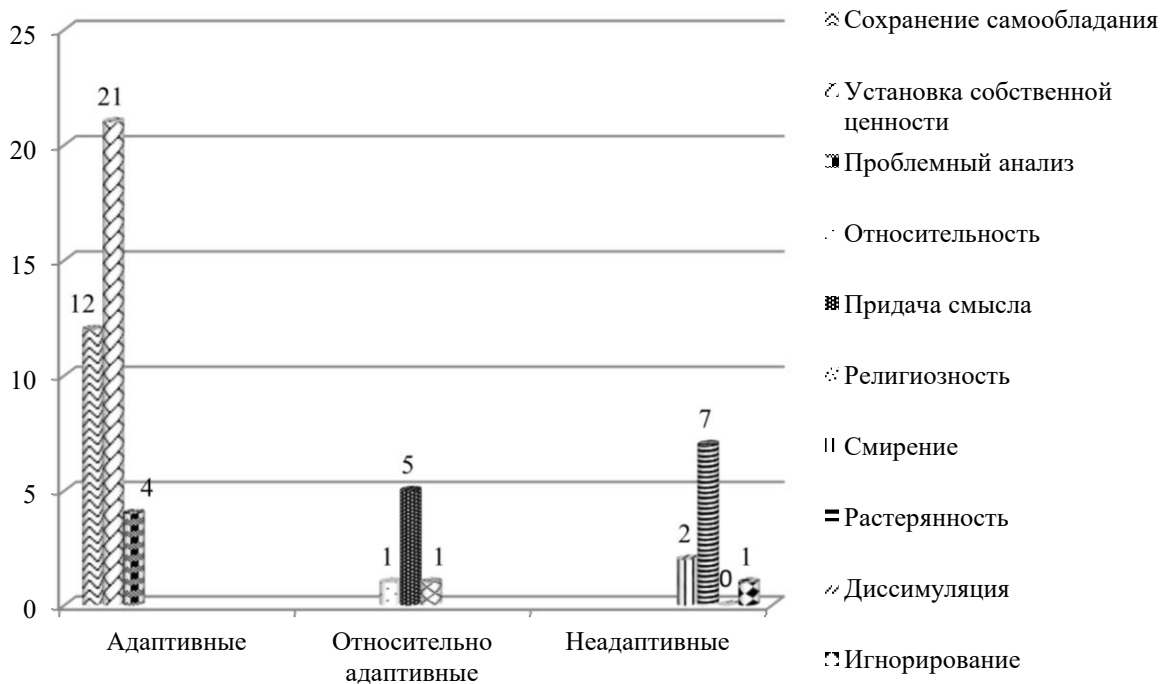 25
20
15
10
5
0
12
21
4
1
5
1
2
7
0
1
Адаптивные
Относительно
адаптивные
Неадаптивные
Сохранение самообладания
Установка собственной
ценности
Проблемный анализ
Относительность
Придача смысла
Религиозность
Смирение
Растерянность
Диссимуляция
Игнорирование